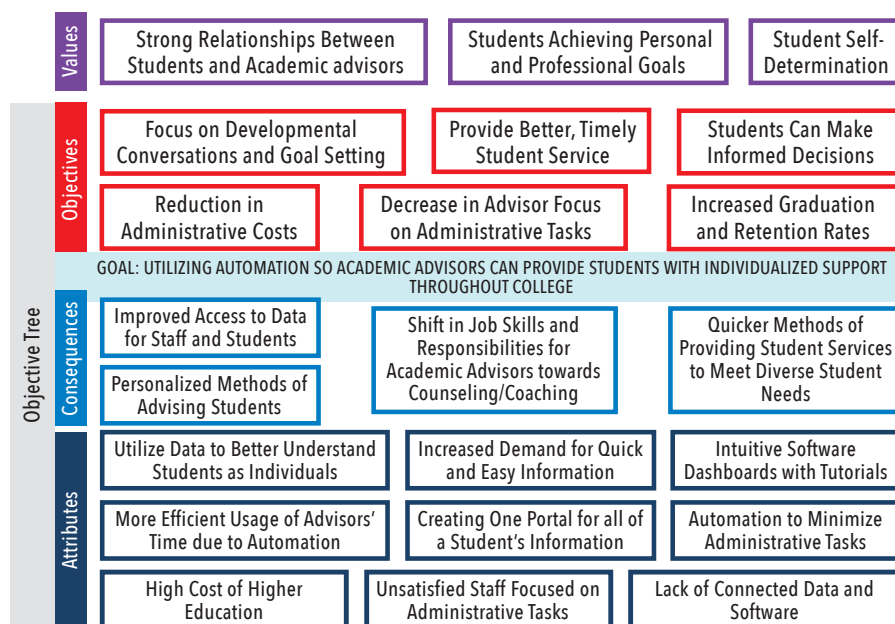 Values
Strong Relationships Between
Students and Academic advisors
Students Achieving Personal
and Professional Goals
Student Self-
Determination
Objective Tree
Objectives
Focus on Developmental
Conversations and Goal Setting
Provide Better, Timely
Student Service
Students Can Make
Informed Decisions
Reduction in
Administrative Costs
Decrease in Advisor Focus
on Administrative Tasks
Increased Graduation
and Retention Rates
GOAL: UTILIZING AUTOMATION SO ACADEMIC ADVISORS CAN PROVIDE STUDENTS WITH INDIVIDUALIZED SUPPORT
THROUGHOUT COLLEGE
Consequences
Improved Access to Data
for Staff and Students
Personalized Methods of
Advising Students
Shift in Job Skills and
Responsibilities for
Academic Advisors towards
Counseling/Coaching
Quicker Methods of
Providing Student Services
to Meet Diverse Student
Needs
Attributes
Utilize Data to Better Understand
Students as Individuals
Increased Demand for Quick
and Easy Information
Intuitive Software
Dashboards with Tutorials
More Efficient Usage of Advisors'
Time due to Automation
Creating One Portal for all of
a Student's Information
Automation to Minimize
Administrative Tasks
High Cost of Higher
Education
Unsatisfied Staff Focused on
Administrative Tasks
Lack of Connected Data and
Software